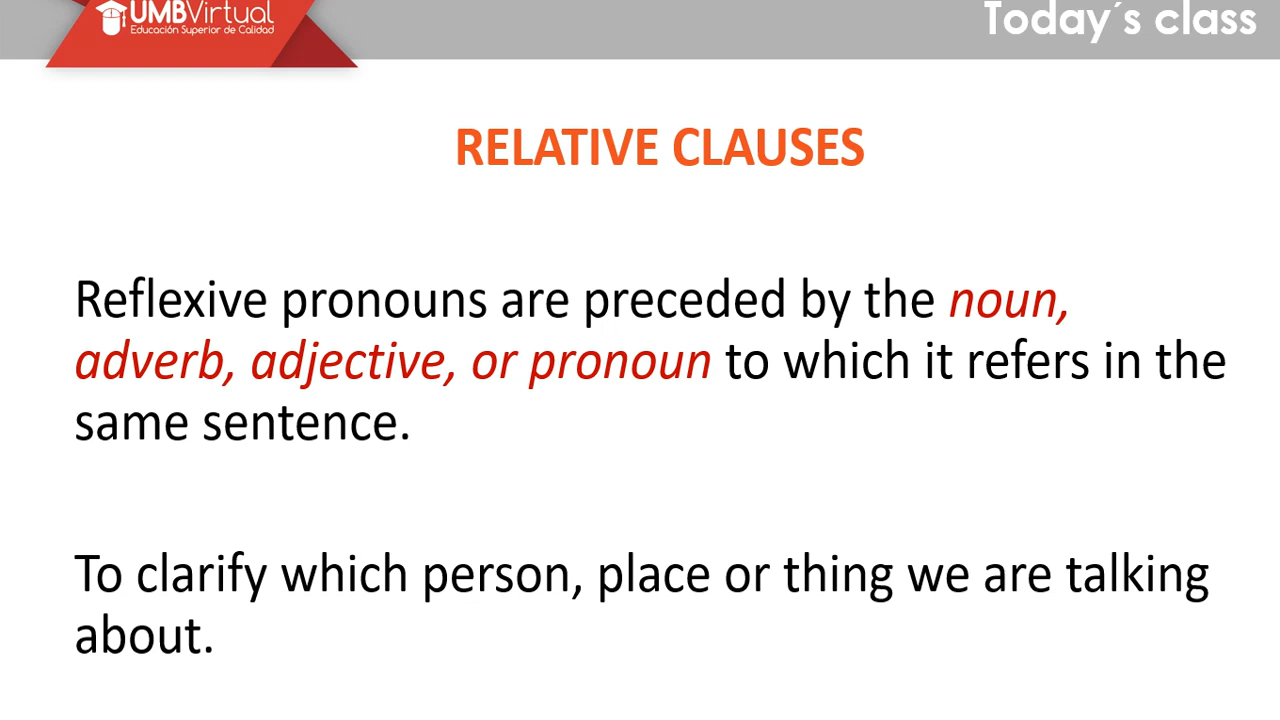 UMBVirtual
Educación Superior de Calidad
Today´s class
RELATIVE CLAUSES
Reflexive pronouns are preceded by the noun,
adverb, adjective, or pronoun to which it refers in the
same sentence.
To clarify which person, place or thing we are talking
about.